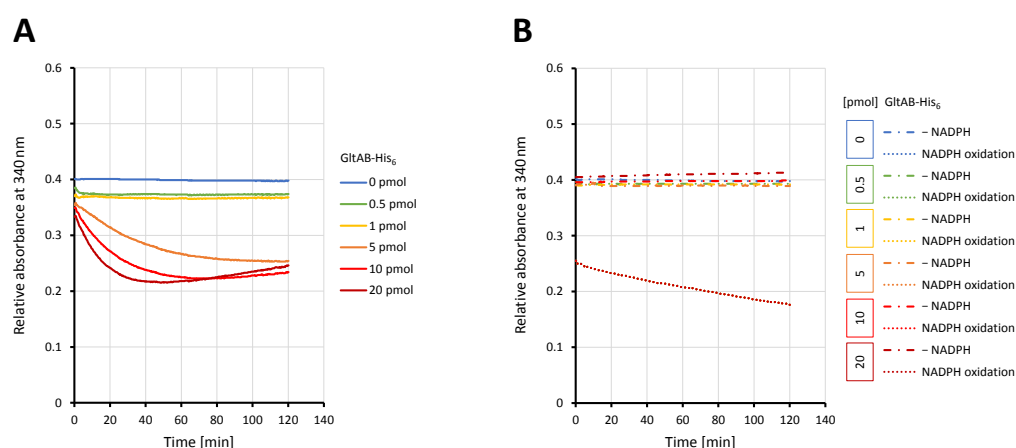 A
Relative absorbance at 340 nm
0.6
0.5
0.4
0.3
0.2
0.1
0
0 20 40 60 80 100 120 140
Time [min]
GltAB-His6
0 pmol
0.5 pmol
1 pmol
5 pmol
10 pmol
20 pmol
B
Relative absorbance at 340 nm
0.6
0.5
0.4
0.3
0.2
0.1
0
0 20 40 60 80 100 120 140
Time [min]
[pmol] GltAB-His6
0
– NADPH
NADPH oxidation
0.5
– NADPH
NADPH oxidation
1
– NADPH
NADPH oxidation
5
– NADPH
NADPH oxidation
10
– NADPH
NADPH oxidation
20
– NADPH
NADPH oxidation